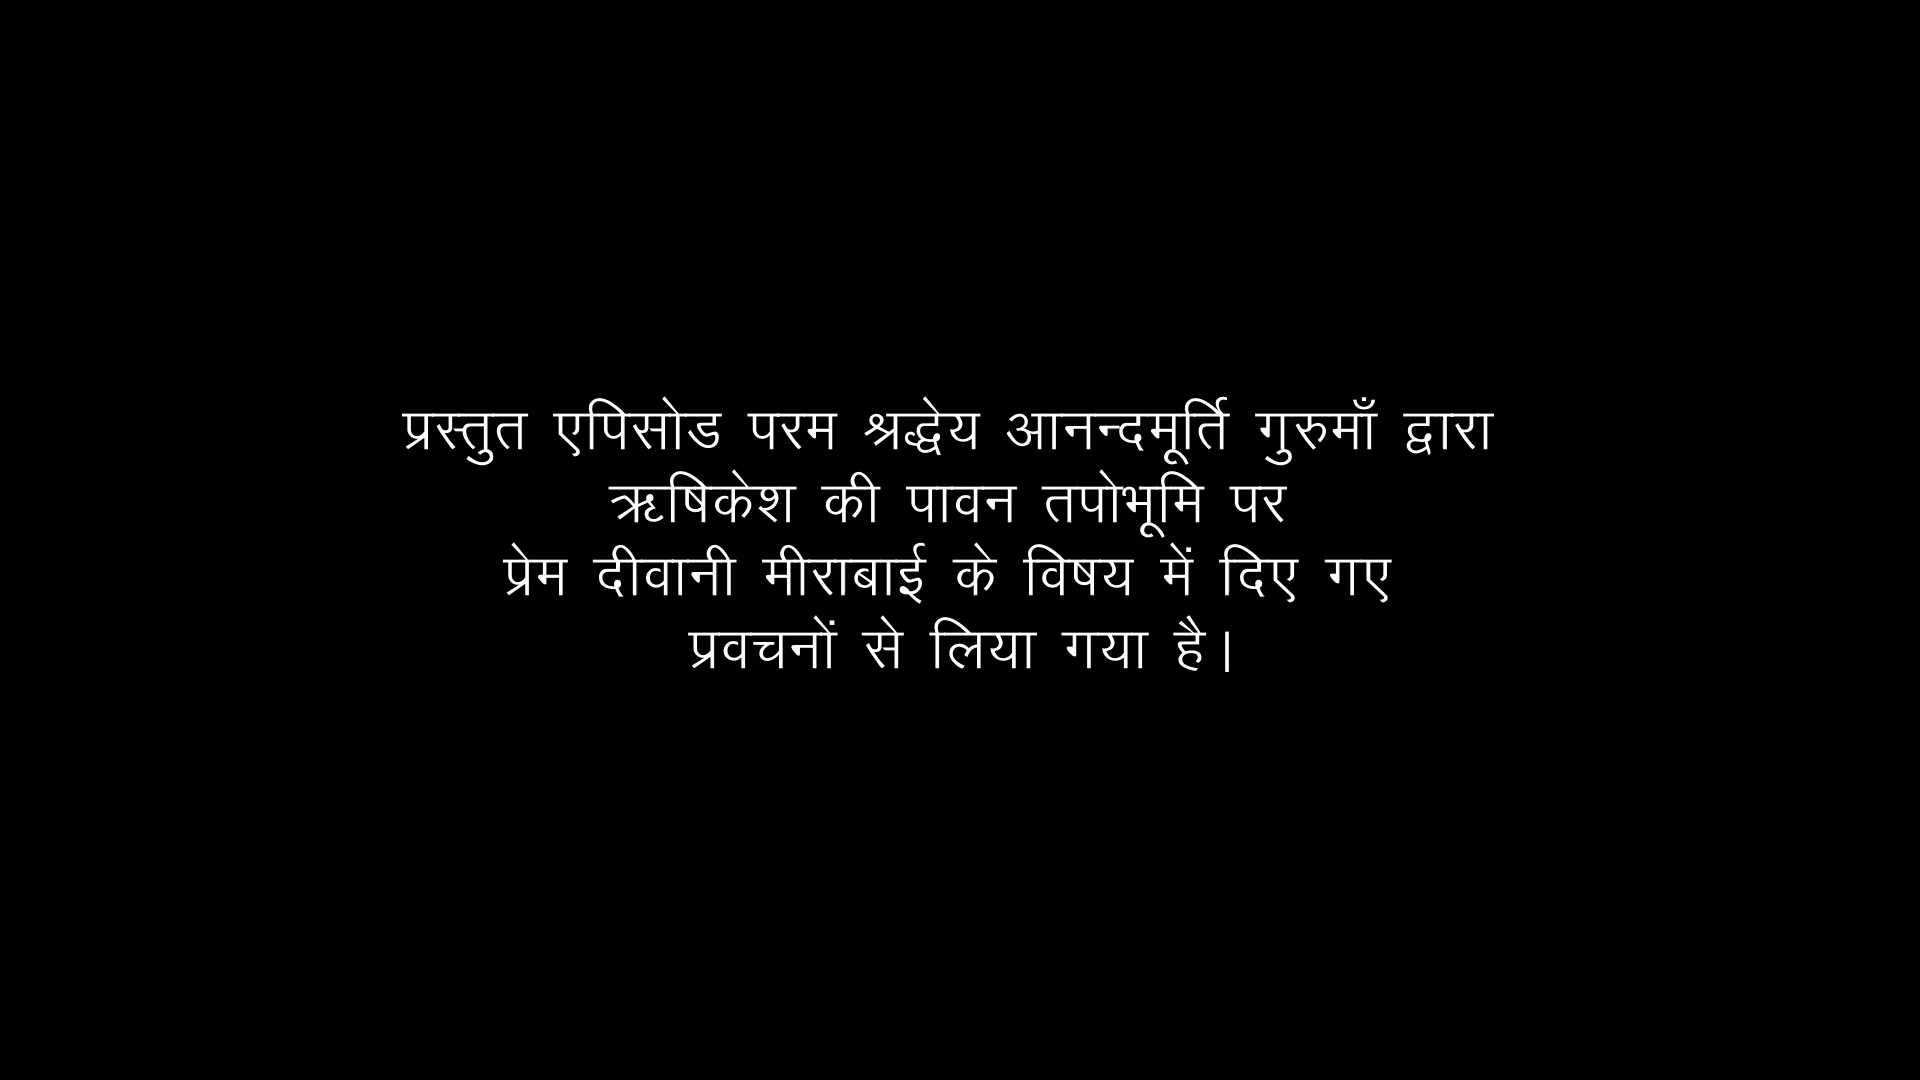 प्रस्तुत एपिसोड परम श्रद्धेय आनन्दमूर्ति गुरुमाँ द्वारा
ऋषिकेश की पावन तपोभूमि पर
प्रेम दीवानी मीराबाई के विषय में दिए गए
प्रवचनों से लिया गया है।